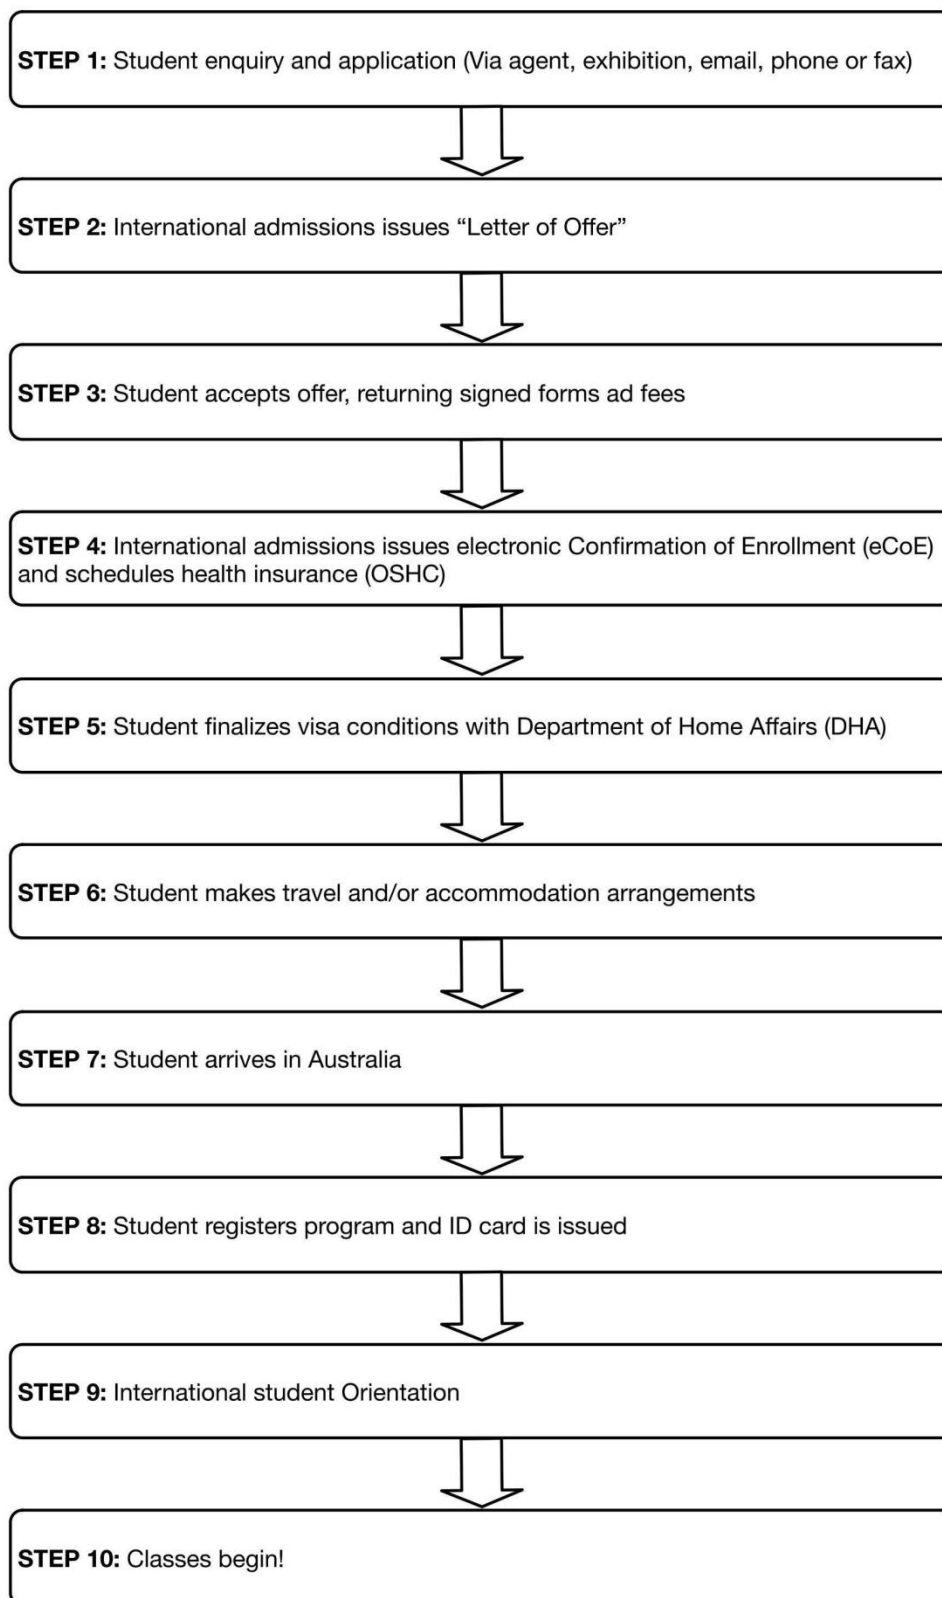 STEP 1: Student enquiry and application (Via agent, exhibition, email, phone or fax)
STEP 2: International admissions issues “Letter of Offer”
STEP 3: Student accepts offer, returning signed forms ad fees
STEP 4: International admissions issues electronic Confirmation of Enrollment (eCoE)
and schedules health insurance (OSHC)
STEP 5: Student finalizes visa conditions with Department of Home Affairs (DHA)
STEP 6: Student makes travel and/or accommodation arrangements
STEP 7: Student arrives in Australia
STEP 8: Student registers program and ID card is issued
STEP 9: International student Orientation
STEP 10: Classes begin!